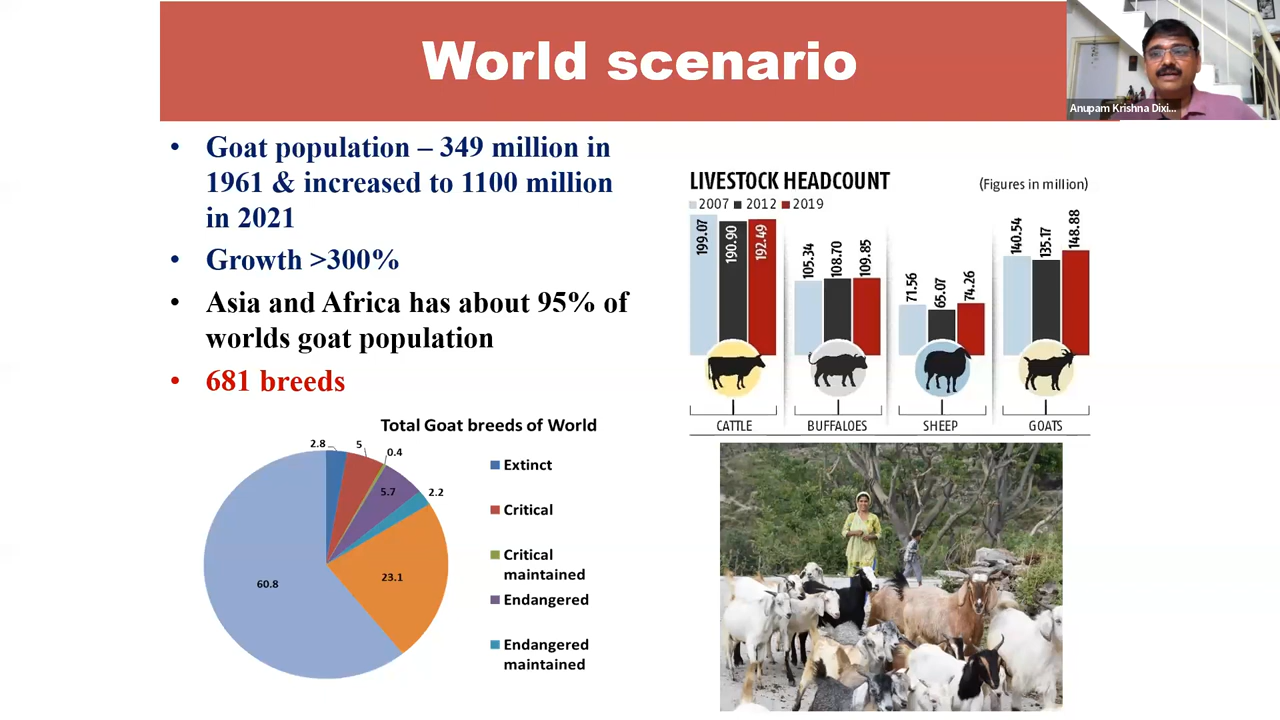 World scenario
Anupam Krishna Dixi...
• Goat population – 349 million in
1961 & increased to 1100 million
in 2021
• Growth >300%
• Asia and Africa has about 95% of
worlds goat population
• 681 breeds
LIVESTOCK HEADCOUNT
(Figures in million)
2007 2012 2019
199.07 190.90 192.49
105.34 108.70 109.85
71.56 65.07 74.26
140.54 135.17 148.88
CATTLE BUFFALOES SHEEP GOATS
Total Goat breeds of World
2.8 5 0.4
5.7 2.2
23.1
60.8
Extinct
Critical
Critical
maintained
Endangered
Endangered
maintained